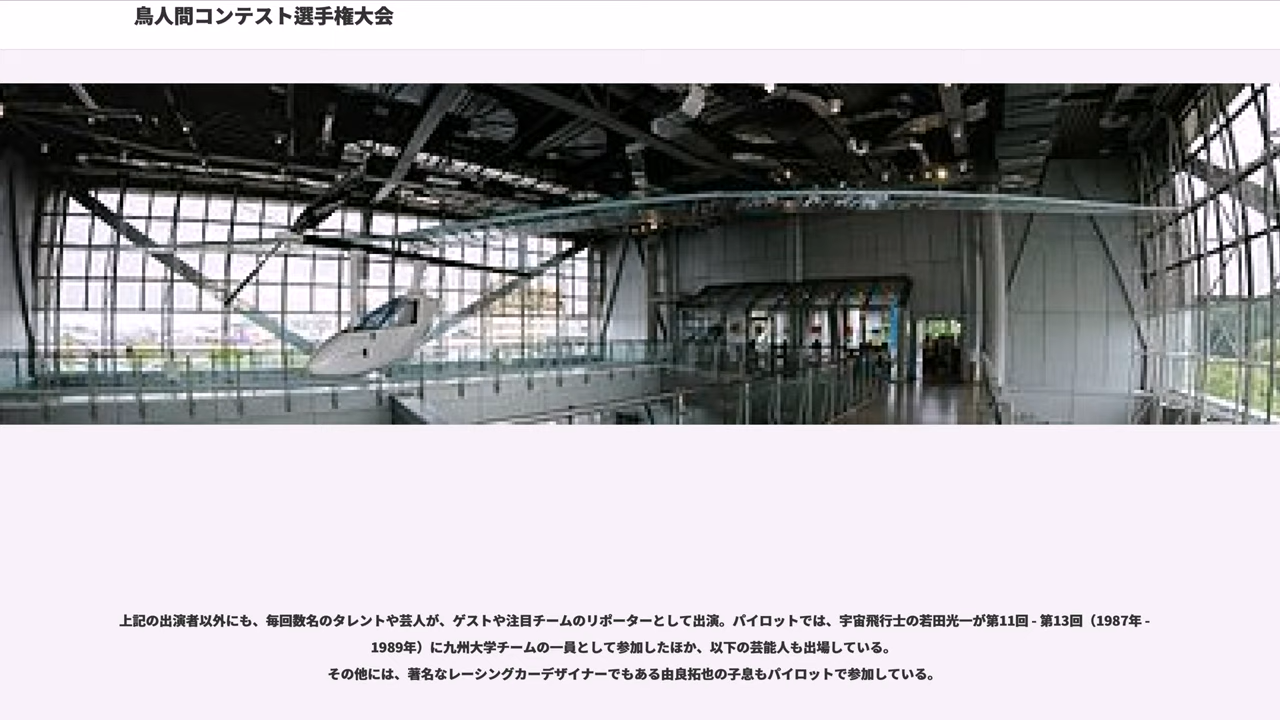 鳥人間コンテスト選手権大会
上記の出演者以外にも、毎回数名のタレントや芸人が、ゲストや注目チームのリポーターとして出演。パイロットでは、宇宙飛行士の若田光一が第11回 - 第13回（1987年 -
1989年）に九州大学チームの一員として参加したほか、以下の芸能人も出場している。
その他には、著名なレーシングカーデザイナーでもある由良拓也の子息もパイロットで参加している。